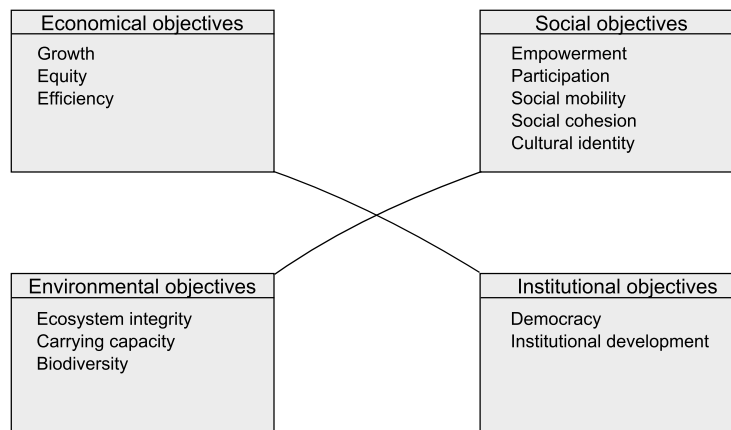 Economical objectives
Growth
Equity
Efficiency
Social objectives
Empowerment
Participation
Social mobility
Social cohesion
Cultural identity
Environmental objectives
Ecosystem integrity
Carrying capacity
Biodiversity
Institutional objectives
Democracy
Institutional development